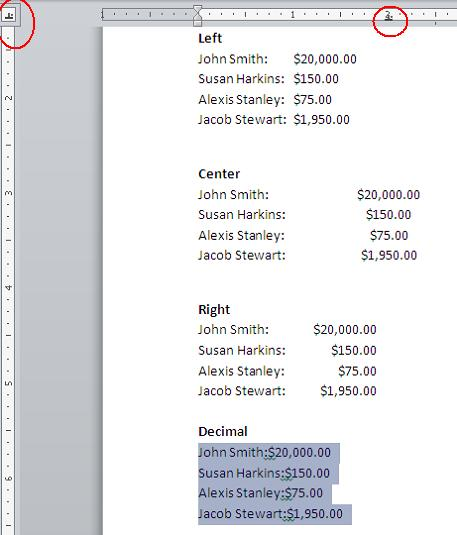 1
2
2
3
4
5
6
Left
John Smith: $20,000.00
Susan Harkins: $150.00
Alexis Stanley: $75.00
Jacob Stewart: $1,950.00
Center
John Smith: $20,000.00
Susan Harkins: $150.00
Alexis Stanley: $75.00
Jacob Stewart: $1,950.00
Right
John Smith: $20,000.00
Susan Harkins: $150.00
Alexis Stanley: $75.00
Jacob Stewart: $1,950.00
Decimal
John Smith:$20,000.00
Susan Harkins:$150.00
Alexis Stanley:$75.00
Jacob Stewart:$1,950.00